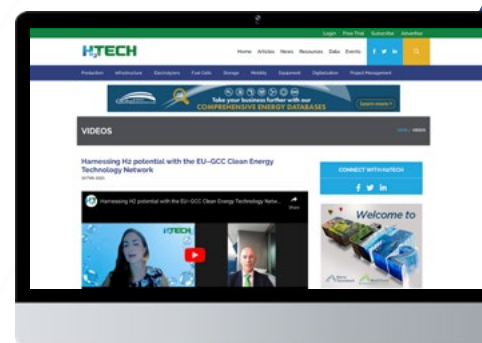 Login Free Trial Subscribe Advertise
H2TECH
Home Articles News Resources Data Events
Production Infrastructure Electrolyzers Fuel Cells Storage Mobility Equipment Digitalization Project Management
Take your business further with our
COMPREHENSIVE ENERGY DATABASES
Learn more >
VIDEOS
VIDEOS
Harnessing H2 potential with the EU–GCC Clean Energy
Technology Network
CONNECT WITH H2TECH
Harnessing H2 potential with the EU-GCC Clean Energy Technology Netw...
Share
H2TECH
Welcome to